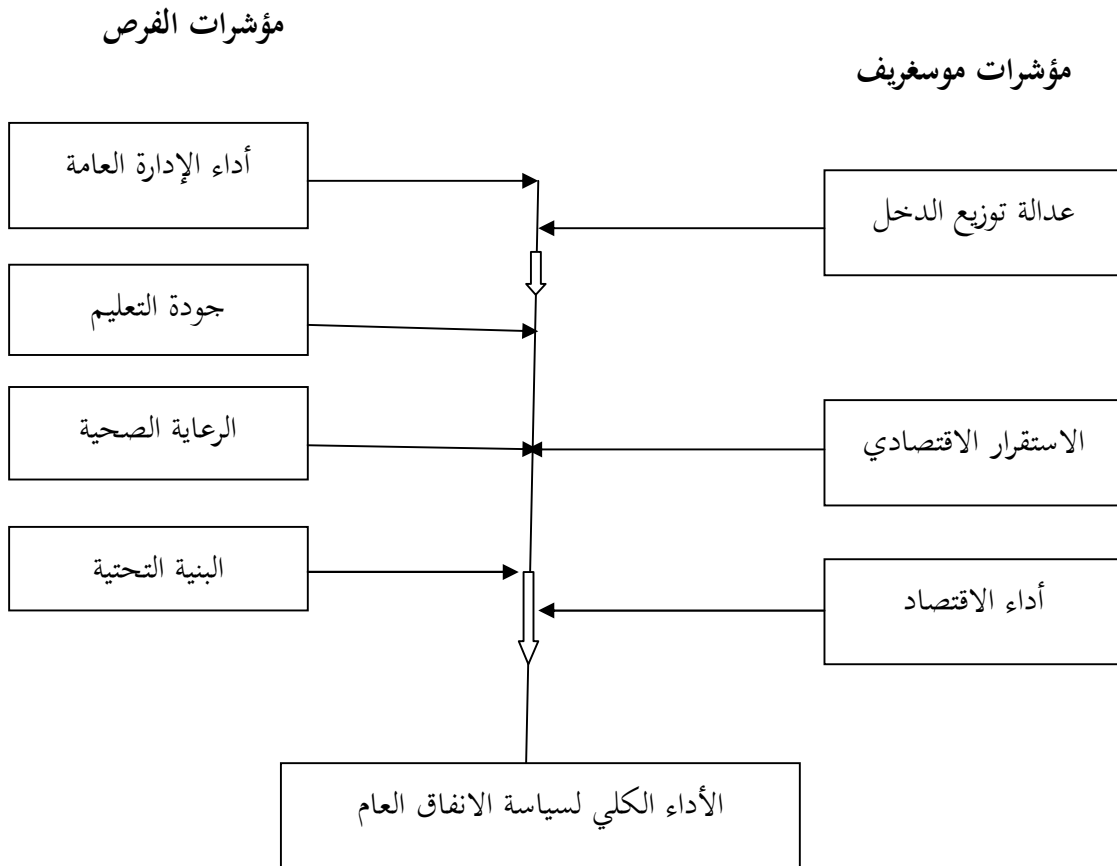 مؤشرات الفرص
مؤشرات موسغريف
أداء الإدارة العامة
عدالة توزيع الدخل
جودة التعليم
الرعاية الصحية
الاستقرار الاقتصادي
البنية التحتية
أداء الاقتصاد
الأداء الكلي لسياسة الانفاق العام